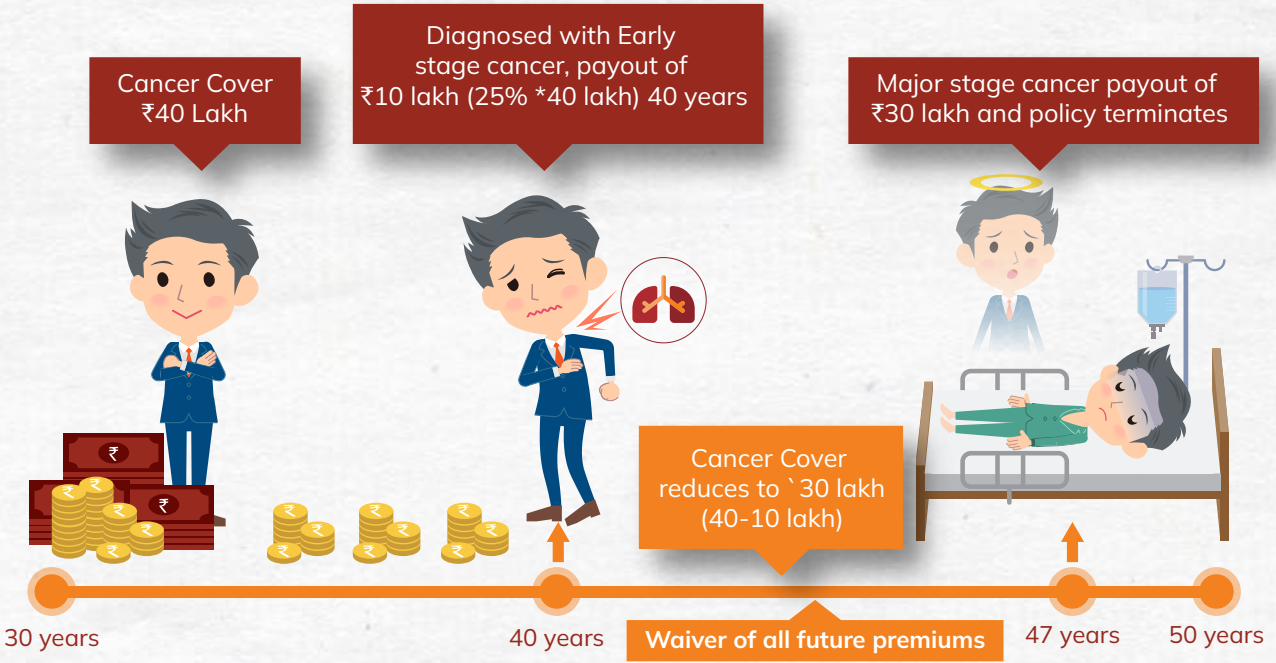 Cancer Cover
₹40 Lakh
Diagnosed with Early
stage cancer, payout of
₹10 lakh (25% *40 lakh) 40 years
Major stage cancer payout of
₹30 lakh and policy terminates
₹
₹
₹
₹
₹
₹
₹
₹
₹
₹
₹
₹
₹
Cancer Cover
reduces to `30 lakh
(40-10 lakh)
30 years
40 years
Waiver of all future premiums
47 years
50 years